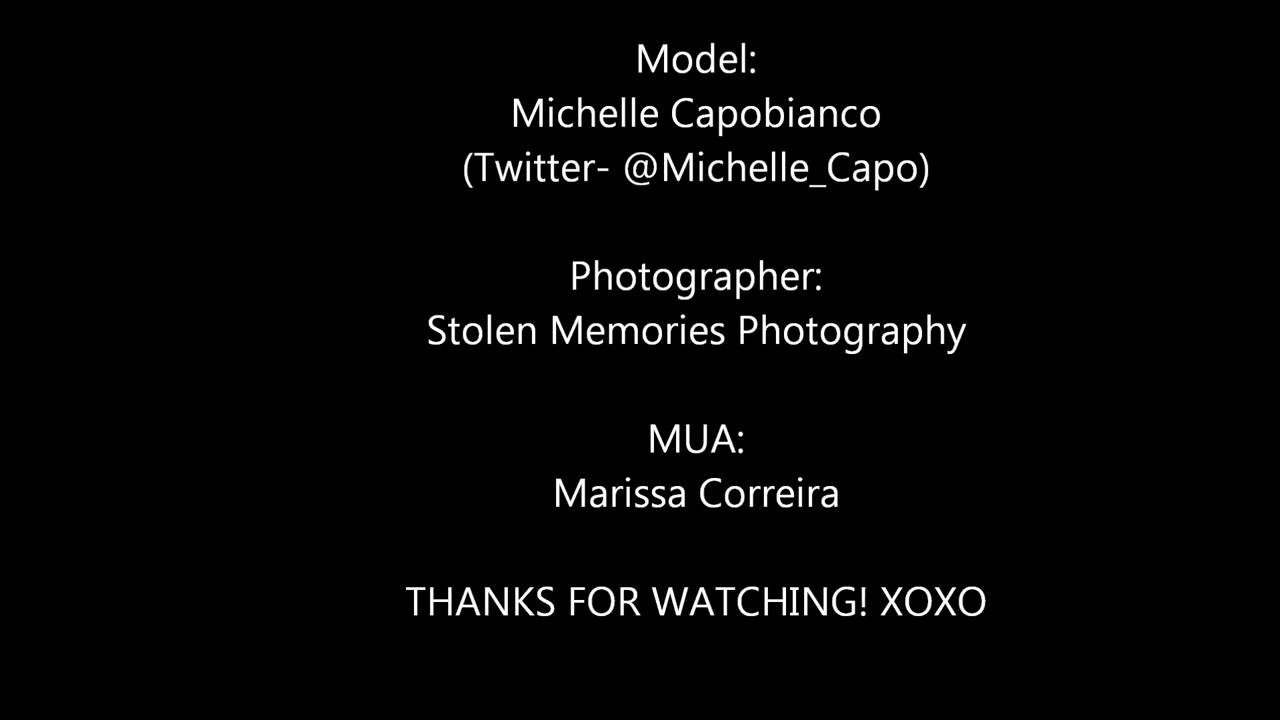 Model:
Michelle Capobianco
(Twitter- @Michelle_Capo)
Photographer:
Stolen Memories Photography
MUA:
Marissa Correira
THANKS FOR WATCHING! XOXO